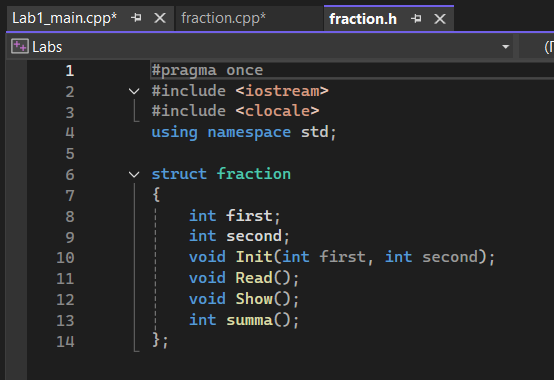 Lab1_main.cpp* fraction.cpp* fraction.h
Labs
1 #pragma once
2 #include <iostream>
3 #include <clocale>
4 using namespace std;
5
6 struct fraction
7 {
8 int first;
9 int second;
10 void Init(int first, int second);
11 void Read();
12 void Show();
13 int summa();
14 };